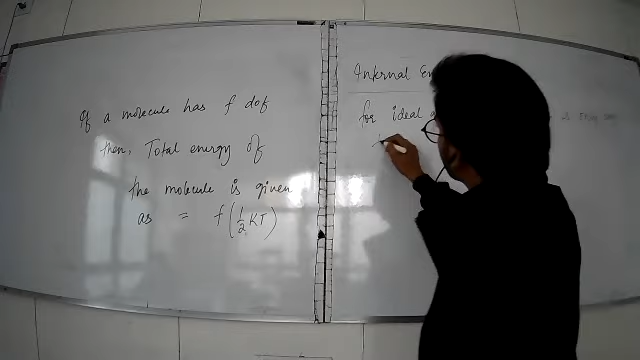 If a molecule has f dof
then, Total energy of
the molecule is given
as = f(1/2 KT)
Internal En
for ideal